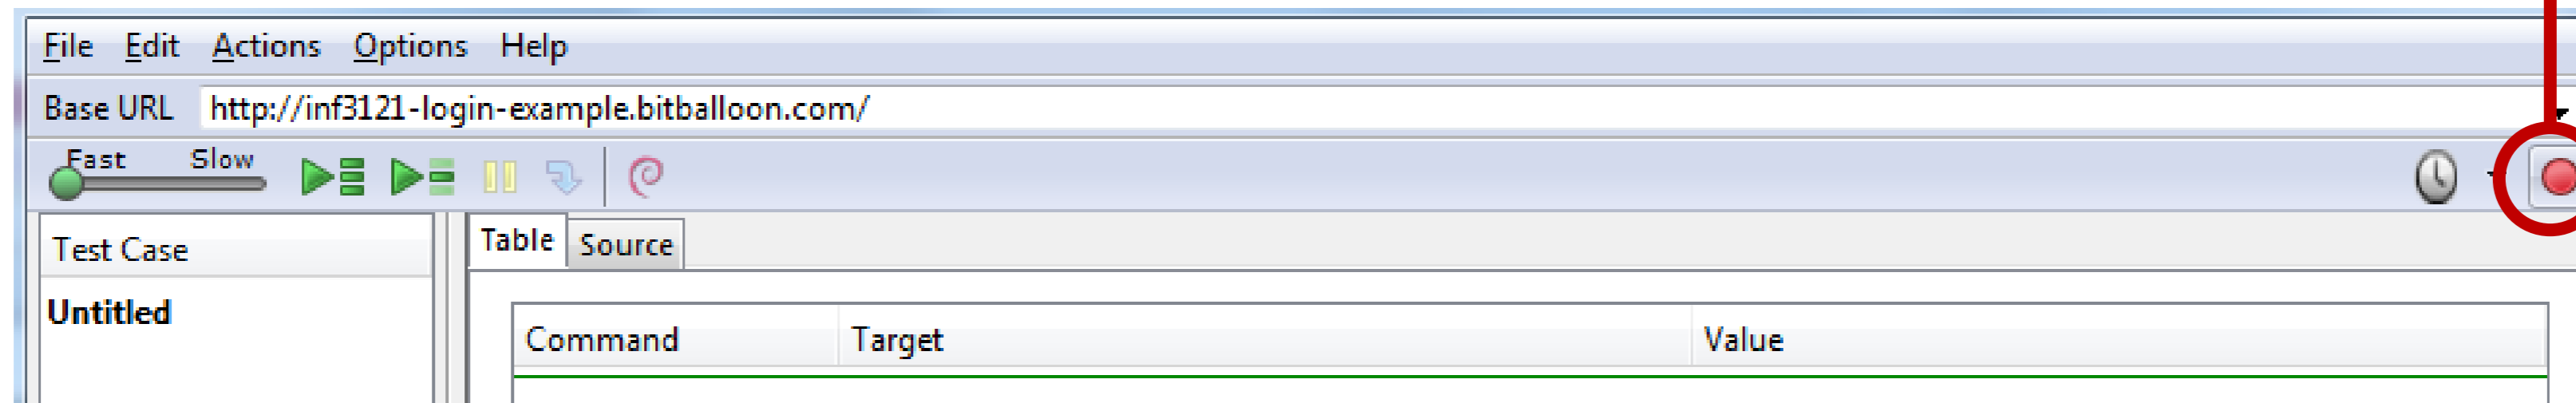 File Edit Actions Options Help
Base URL http://inf3121-login-example.bitballoon.com/
Fast Slow
Test Case
Table Source
Untitled
Command Target Value